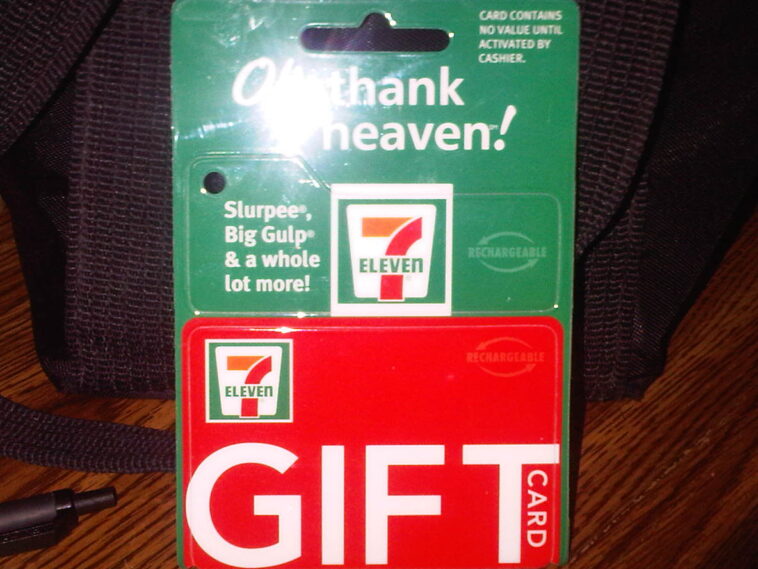 CARD CONTAINS
NO VALUE UNTIL
ACTIVATED BY
CASHIER.
Oh thank
heaven!
Slurpee®,
Big Gulp®
& a whole
lot more!
7
ELEVEn
RECHARGEABLE
7
ELEVEn
RECHARGEABLE
GIFT
CARD